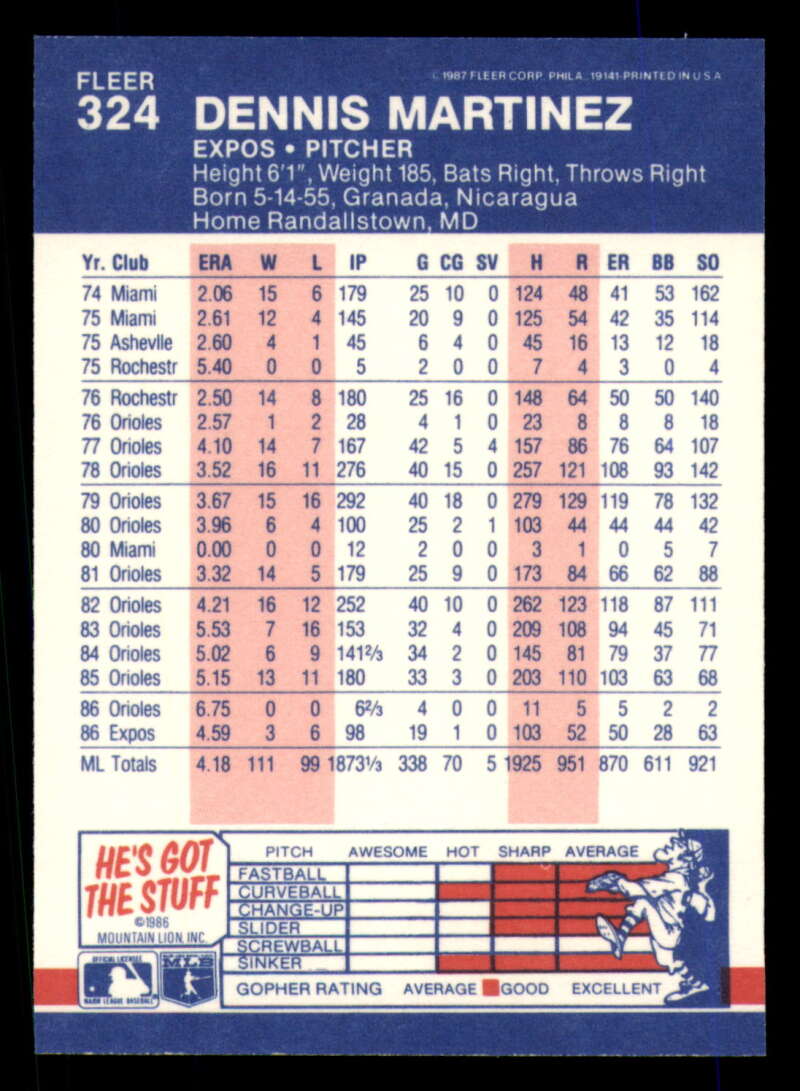 FLEER
324 DENNIS MARTINEZ
© 1987 FLEER CORP. PHILA. 19141-PRINTED IN U S A
EXPOS • PITCHER
Height 6'1", Weight 185, Bats Right, Throws Right
Born 5-14-55, Granada, Nicaragua
Home Randallstown, MD
Yr. Club ERA W L IP G CG SV H R ER BB SO
74 Miami 2.06 15 6 179 25 10 0 124 48 41 53 162
75 Miami 2.61 12 4 145 20 9 0 125 54 42 35 114
75 Ashevlle 2.60 4 1 45 6 4 0 45 16 13 12 18
75 Rochestr 5.40 0 0 5 2 0 0 7 4 3 0 4
76 Rochestr 2.50 14 8 180 25 16 0 148 64 50 50 140
76 Orioles 2.57 1 2 28 4 1 0 23 8 8 8 18
77 Orioles 4.10 14 7 167 42 5 4 157 86 76 64 107
78 Orioles 3.52 16 11 276 40 15 0 257 121 108 93 142
79 Orioles 3.67 15 16 292 40 18 0 279 129 119 78 132
80 Orioles 3.96 6 4 100 25 2 1 103 44 44 44 42
80 Miami 0.00 0 0 12 2 0 0 3 1 0 5 7
81 Orioles 3.32 14 5 179 25 9 0 173 84 66 62 88
82 Orioles 4.21 16 12 252 40 10 0 262 123 118 87 111
83 Orioles 5.53 7 16 153 32 4 0 209 108 94 45 71
84 Orioles 5.02 6 9 141⅔ 34 2 0 145 81 79 37 77
85 Orioles 5.15 13 11 180 33 3 0 203 110 103 63 68
86 Orioles 6.75 0 0 6⅔ 4 0 0 11 5 5 2 2
86 Expos 4.59 3 6 98 19 1 0 103 52 50 28 63
ML Totals 4.18 111 99 1873⅓ 338 70 5 1925 951 870 611 921
HE'S GOT
THE STUFF
©1986
MOUNTAIN LION, INC.
OFFICIAL LICENSEE
MAJOR LEAGUE BASEBALL
MLB
PITCH AWESOME HOT SHARP AVERAGE
FASTBALL
CURVEBALL
CHANGE-UP
SLIDER
SCREWBALL
SINKER
GOPHER RATING AVERAGE GOOD EXCELLENT